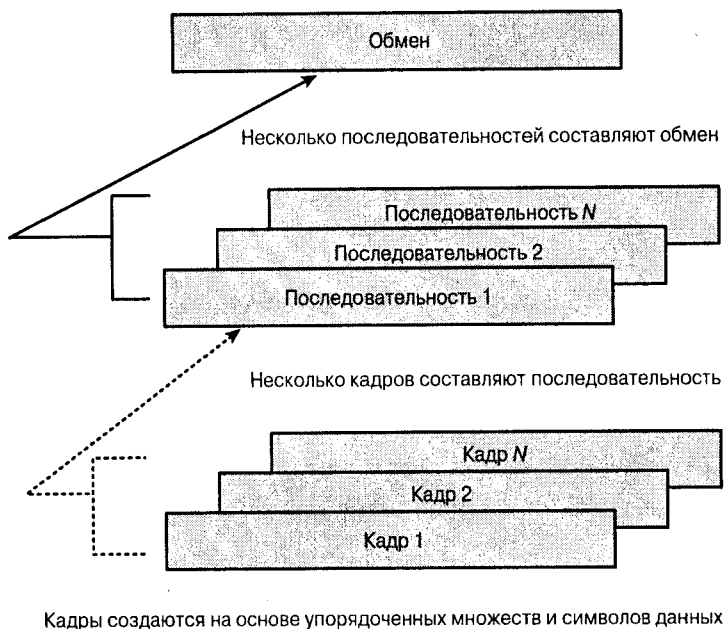 Обмен
Несколько последовательностей составляют обмен
Последовательность N
Последовательность 2
Последовательность 1
Несколько кадров составляют последовательность
Кадр N
Кадр 2
Кадр 1
Кадры создаются на основе упорядоченных множеств и символов данных